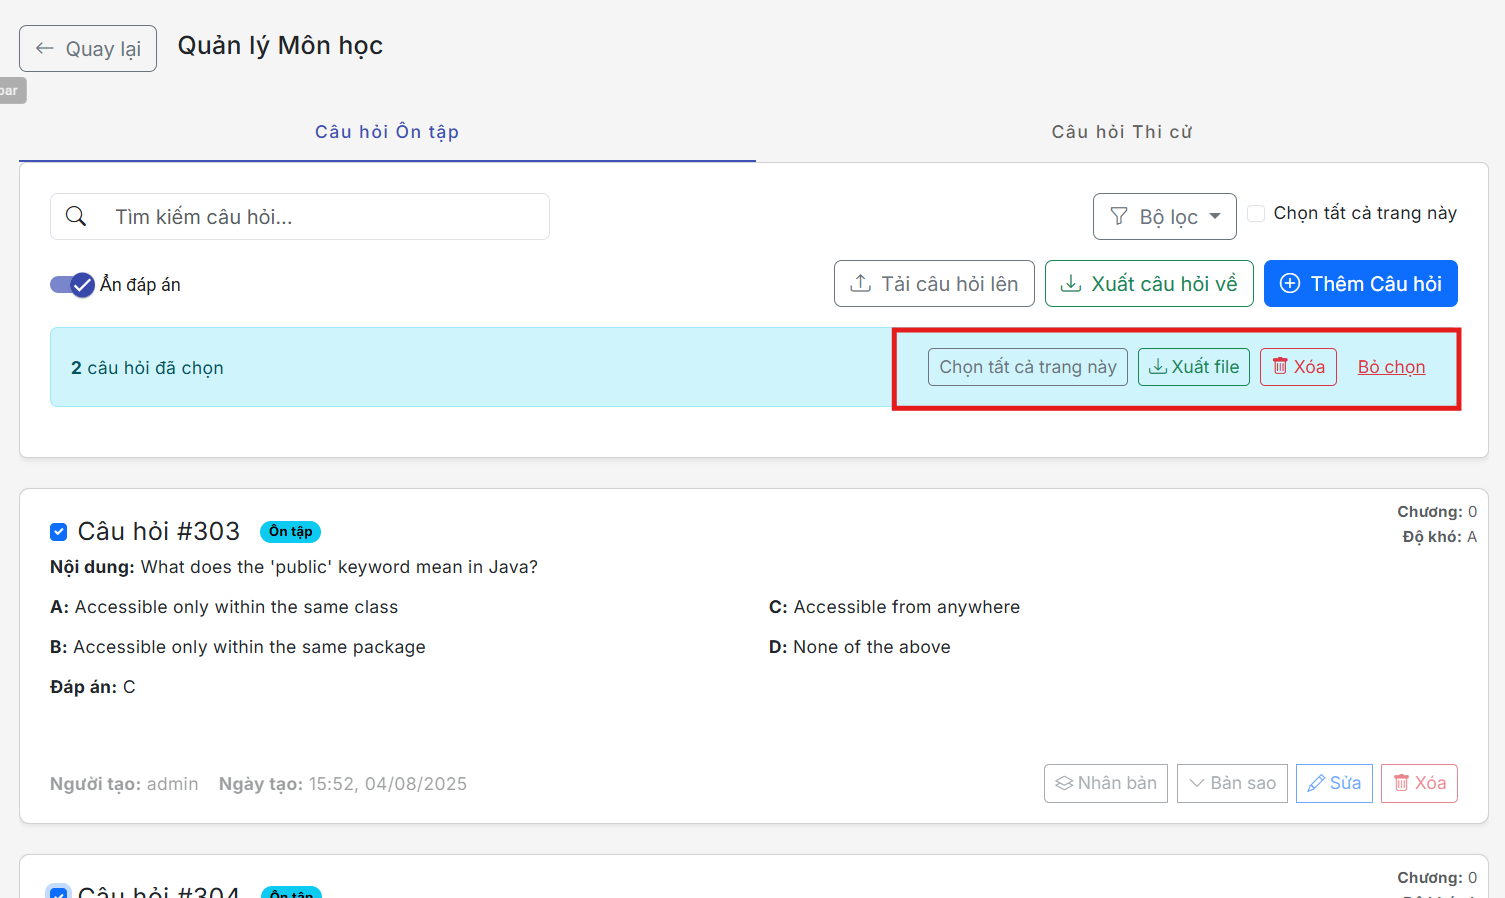 Quay lại
Quản lý Môn học
bar
Câu hỏi Ôn tập
Câu hỏi Thi cử
Tìm kiếm câu hỏi...
Bộ lọc
Chọn tất cả trang này
Ẩn đáp án
Tải câu hỏi lên
Xuất câu hỏi về
Thêm Câu hỏi
2 câu hỏi đã chọn
Chọn tất cả trang này
Xuất file
Xóa
Bỏ chọn
Câu hỏi #303
Ôn tập
Chương: 0
Độ khó: A
Nội dung: What does the 'public' keyword mean in Java?
A: Accessible only within the same class
C: Accessible from anywhere
B: Accessible only within the same package
D: None of the above
Đáp án: C
Người tạo: admin Ngày tạo: 15:52, 04/08/2025
Nhân bản
Bản sao
Sửa
Xóa
Câu hỏi #304
Ôn tập
Chương: 0